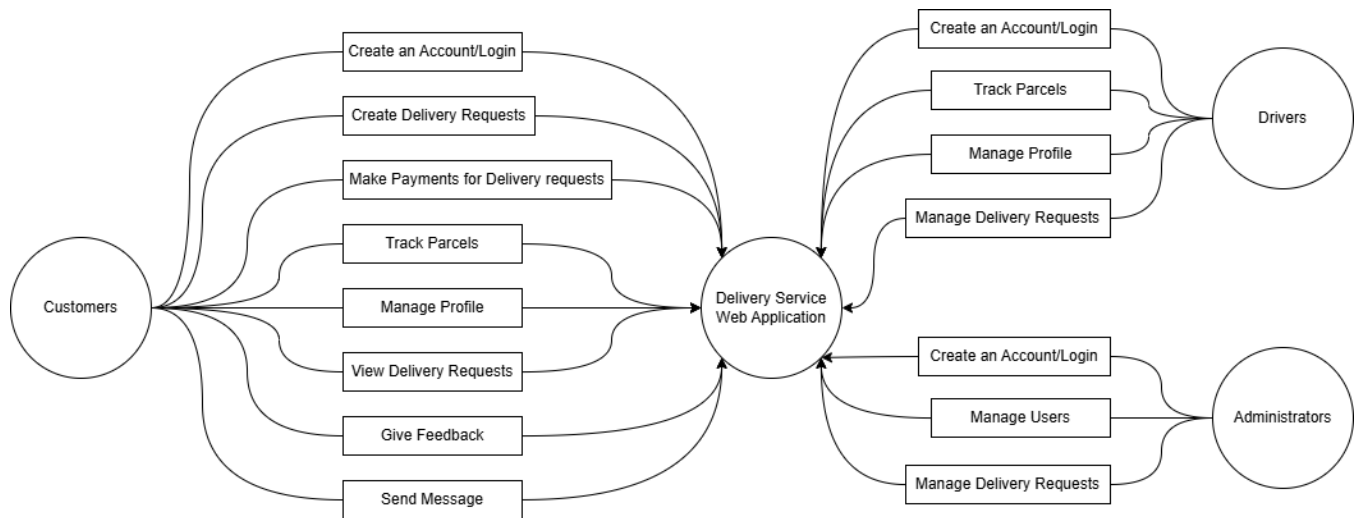 Customers
Create an Account/Login
Create Delivery Requests
Make Payments for Delivery requests
Track Parcels
Manage Profile
View Delivery Requests
Give Feedback
Send Message
Delivery Service
Web Application
Create an Account/Login
Track Parcels
Manage Profile
Manage Delivery Requests
Drivers
Create an Account/Login
Manage Users
Manage Delivery Requests
Administrators